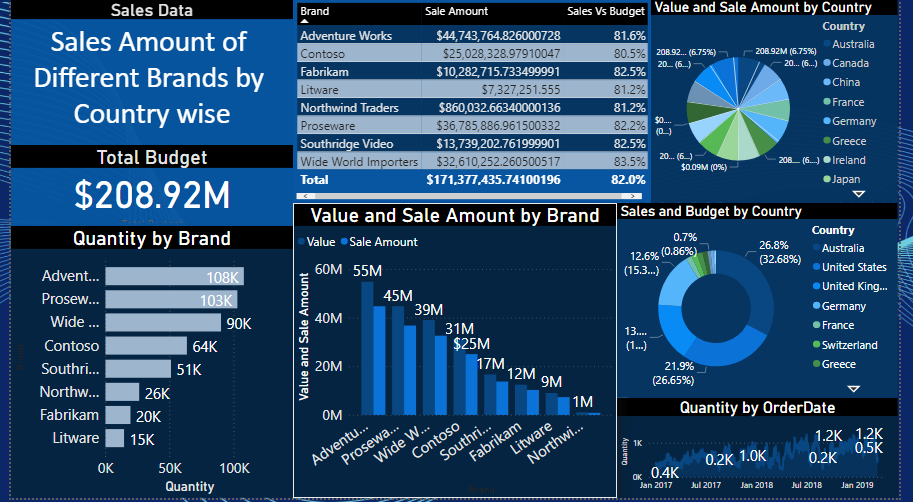 Sales Data
Sales Amount of
Different Brands by
Country wise
Total Budget
$208.92M
Brand Sale Amount Sales Vs Budget
Adventure Works $44,743,764.826000728 81.6%
Contoso $25,028,328.97910047 80.5%
Fabrikam $10,282,715.733499991 82.5%
Litware $7,327,251.555 81.2%
Northwind Traders $860,032.66340000136 81.2%
Proseware $36,785,886.961500332 82.2%
Southridge Video $13,739,202.761999901 82.5%
Wide World Importers $32,610,252.260500517 83.5%
Total $171,377,435.74100196 82.0%
Value and Sale Amount by Country
208.92... (6.75%)
20... (6...)
$0....
(0...)
20... (6...)
$0.09M (0%)
208.92M (6.75%)
20... (6...)
208.... (6...)
Country
Australia
Canada
China
France
Germany
Greece
Ireland
Japan
Quantity by Brand
Advent... 108K
Prosew... 103K
Wide ... 90K
Contoso 64K
Southri... 51K
Northw... 26K
Fabrikam 20K
Litware 15K
0K 50K 100K
Quantity
Value and Sale Amount by Brand
Value Sale Amount
Value and Sale Amount
60M
40M
20M
0M
55M
45M
39M
31M
$25M
17M
12M
9M
1M
Adventu...
Prosewa...
Wide W...
Contoso
Southri...
Fabrikam
Litware
Northwi...
Sales and Budget by Country
0.7%
(0.86%)
12.6%
(15.3...)
13....
(1...)
21.9%
(26.65%)
26.8%
(32.68%)
Country
Australia
United States
United King...
Germany
France
Switzerland
Greece
Quantity by OrderDate
Quantity
1K
0K
0.4K
0.2K
1.0K
1.2K
0.2K
1.2K
0.5K
Jan 2017 Jul 2017 Jan 2018 Jul 2018 Jan 2019